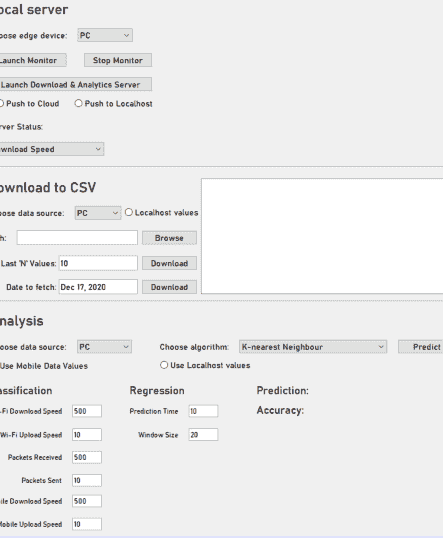 ocal server
oose edge device: PC
Launch Monitor Stop Monitor
Launch Download & Analytics Server
Push to Cloud Push to Localhost
rver Status:
wnload Speed
ownload to CSV
oose data source: PC Localhost values
h: Browse
Last 'N' Values: 10 Download
Date to fetch: Dec 17, 2020 Download
nalysis
oose data source: PC Choose algorithm: K-nearest Neighbour Predict
Use Mobile Data Values Use Localhost values
assification Regression Prediction:
-Fi Download Speed 500 Prediction Time 10 Accuracy:
Wi-Fi Upload Speed 10 Window Size 20
Packets Received 500
Packets Sent 10
ile Download Speed 500
Mobile Upload Speed 10